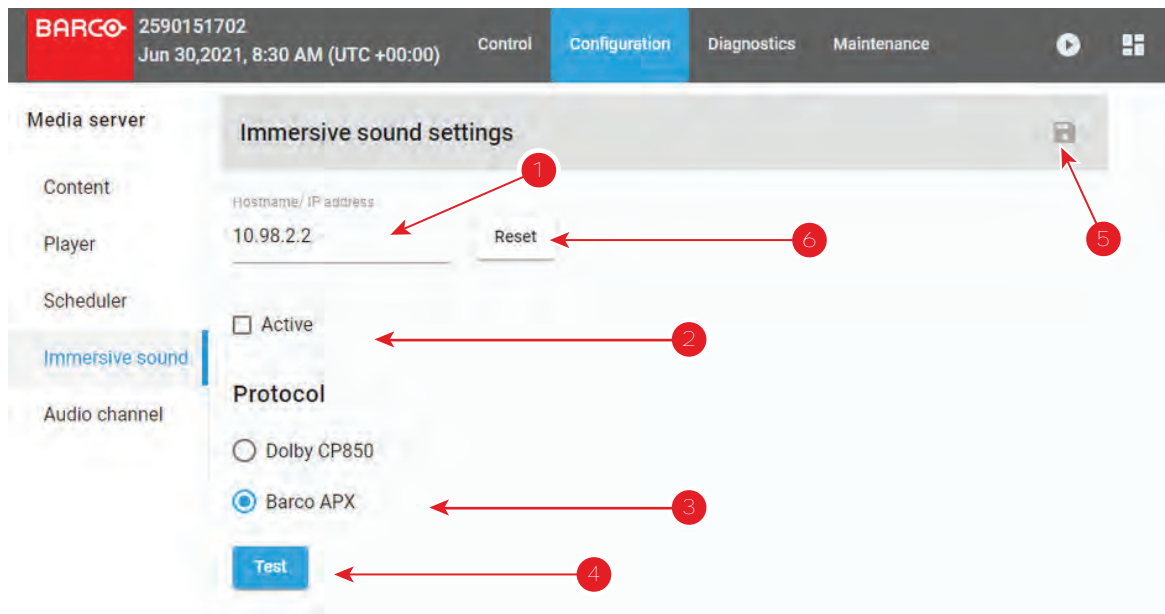 BARCO 2590151702
Jun 30,2021, 8:30 AM (UTC +00:00)
Control Configuration Diagnostics Maintenance
Media server
Content
Player
Scheduler
Immersive sound
Audio channel
Immersive sound settings
1
5
Hostname/ IP address
10.98.2.2
Reset
6
Active
2
Protocol
Dolby CP850
Barco APX
3
Test
4